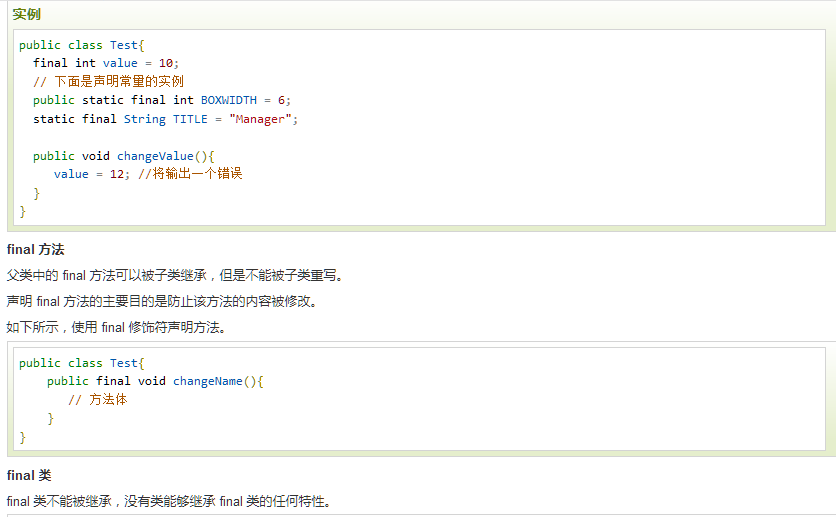 实例
public class Test{
  final int value = 10;
  // 下面是声明常量的实例
  public static final int BOXWIDTH = 6;
  static final String TITLE = "Manager";

  public void changeValue(){
     value = 12; //将输出一个错误
  }
}
final 方法
父类中的 final 方法可以被子类继承，但是不能被子类重写。
声明 final 方法的主要目的是防止该方法的内容被修改。
如下所示，使用 final 修饰符声明方法。
public class Test{
    public final void changeName(){
       // 方法体
    }
}
final 类
final 类不能被继承，没有类能够继承 final 类的任何特性。